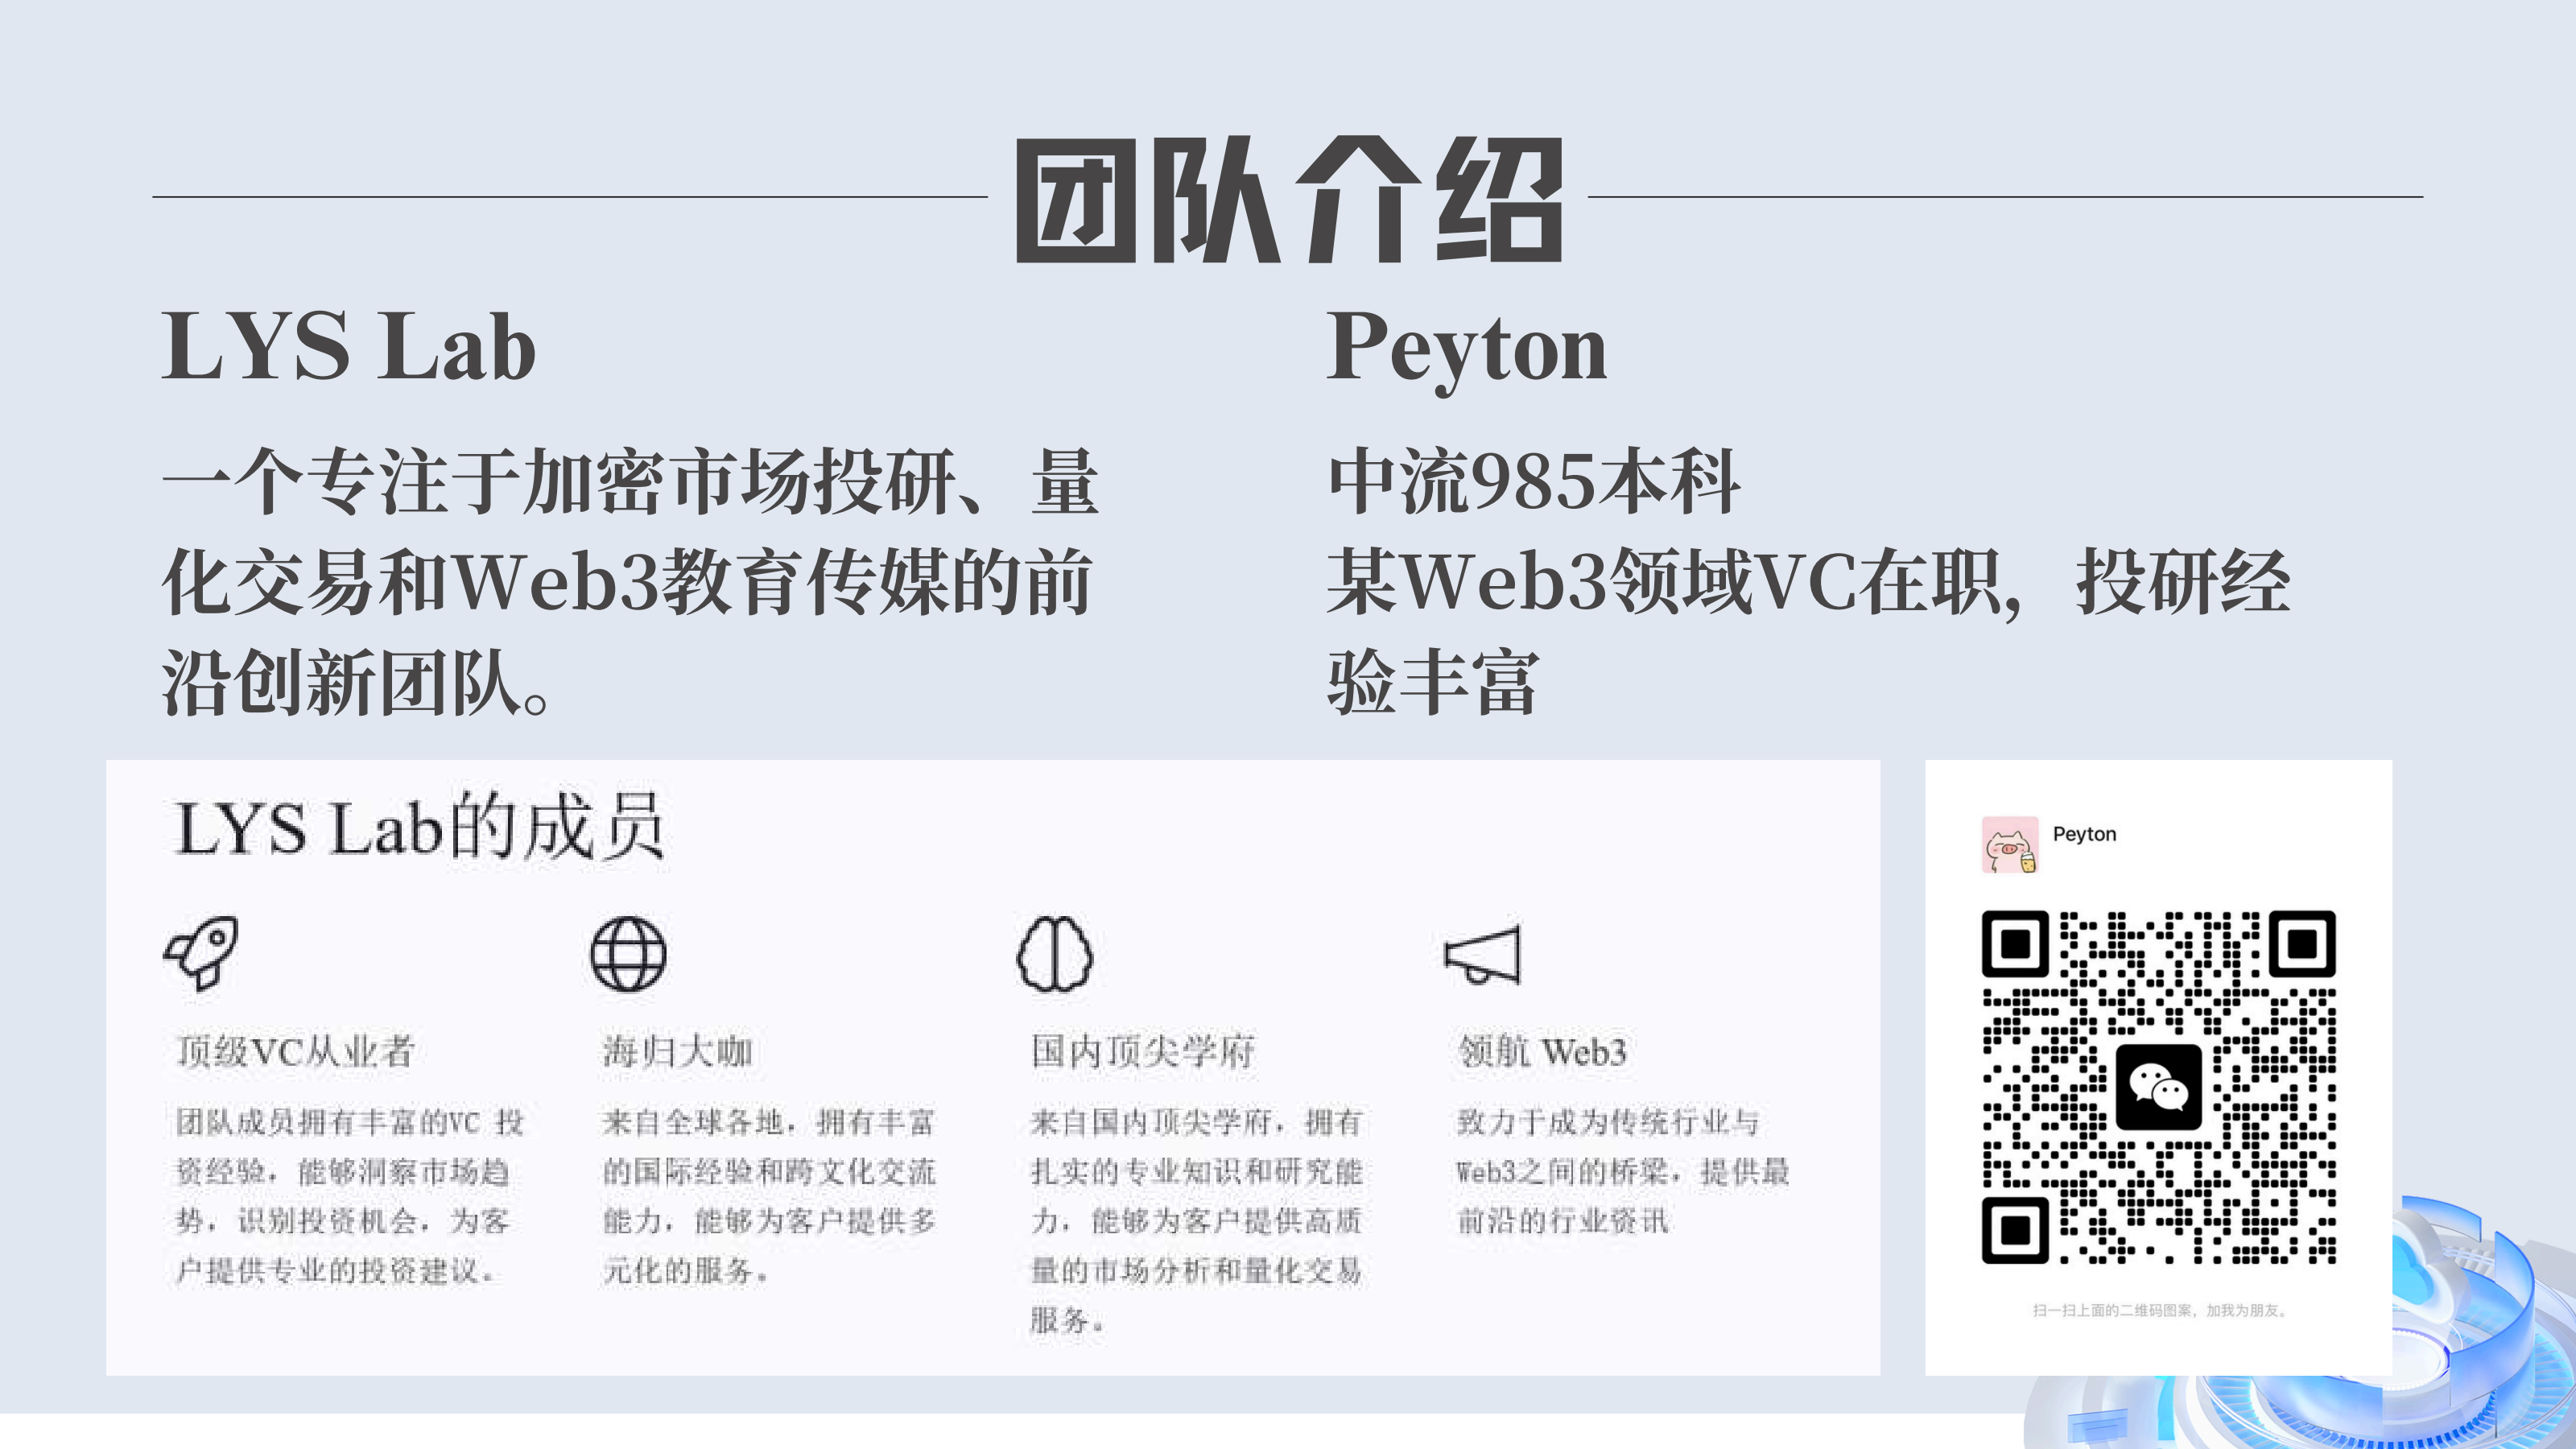 团队介绍
LYS Lab
一个专注于加密市场投研、量
化交易和Web3教育传媒的前
沿创新团队。
Peyton
中流985本科
某Web3领域VC在职，投研经
验丰富
LYS Lab的成员
顶级VC从业者
团队成员拥有丰富的VC 投
资经验，能够洞察市场趋
势，识别投资机会，为客
户提供专业的投资建议。
海归大咖
来自全球各地，拥有丰富
的国际经验和跨文化交流
能力，能够为客户提供多
元化的服务。
国内顶尖学府
来自国内顶尖学府，拥有
扎实的专业知识和研究能
力，能够为客户提供高质
量的市场分析和量化交易
服务。
领航 Web3
致力于成为传统行业与
Web3之间的桥梁，提供最
前沿的行业资讯
Peyton
扫一扫上面的二维码图案，加我为朋友。